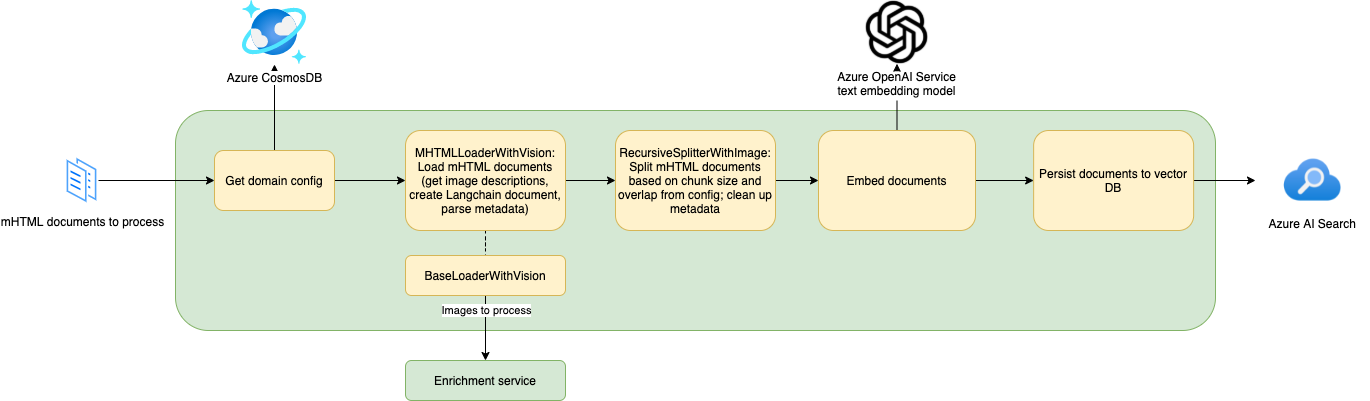 Azure CosmosDB
Azure OpenAI Service
text embedding model
mHTML documents to process
Get domain config
MHTMLLoaderWithVision:
Load mHTML documents
(get image descriptions,
create Langchain document,
parse metadata)
RecursiveSplitterWithImage:
Split mHTML documents
based on chunk size and
overlap from config; clean up
metadata
Embed documents
Persist documents to vector
DB
Azure AI Search
BaseLoaderWithVision
Images to process
Enrichment service